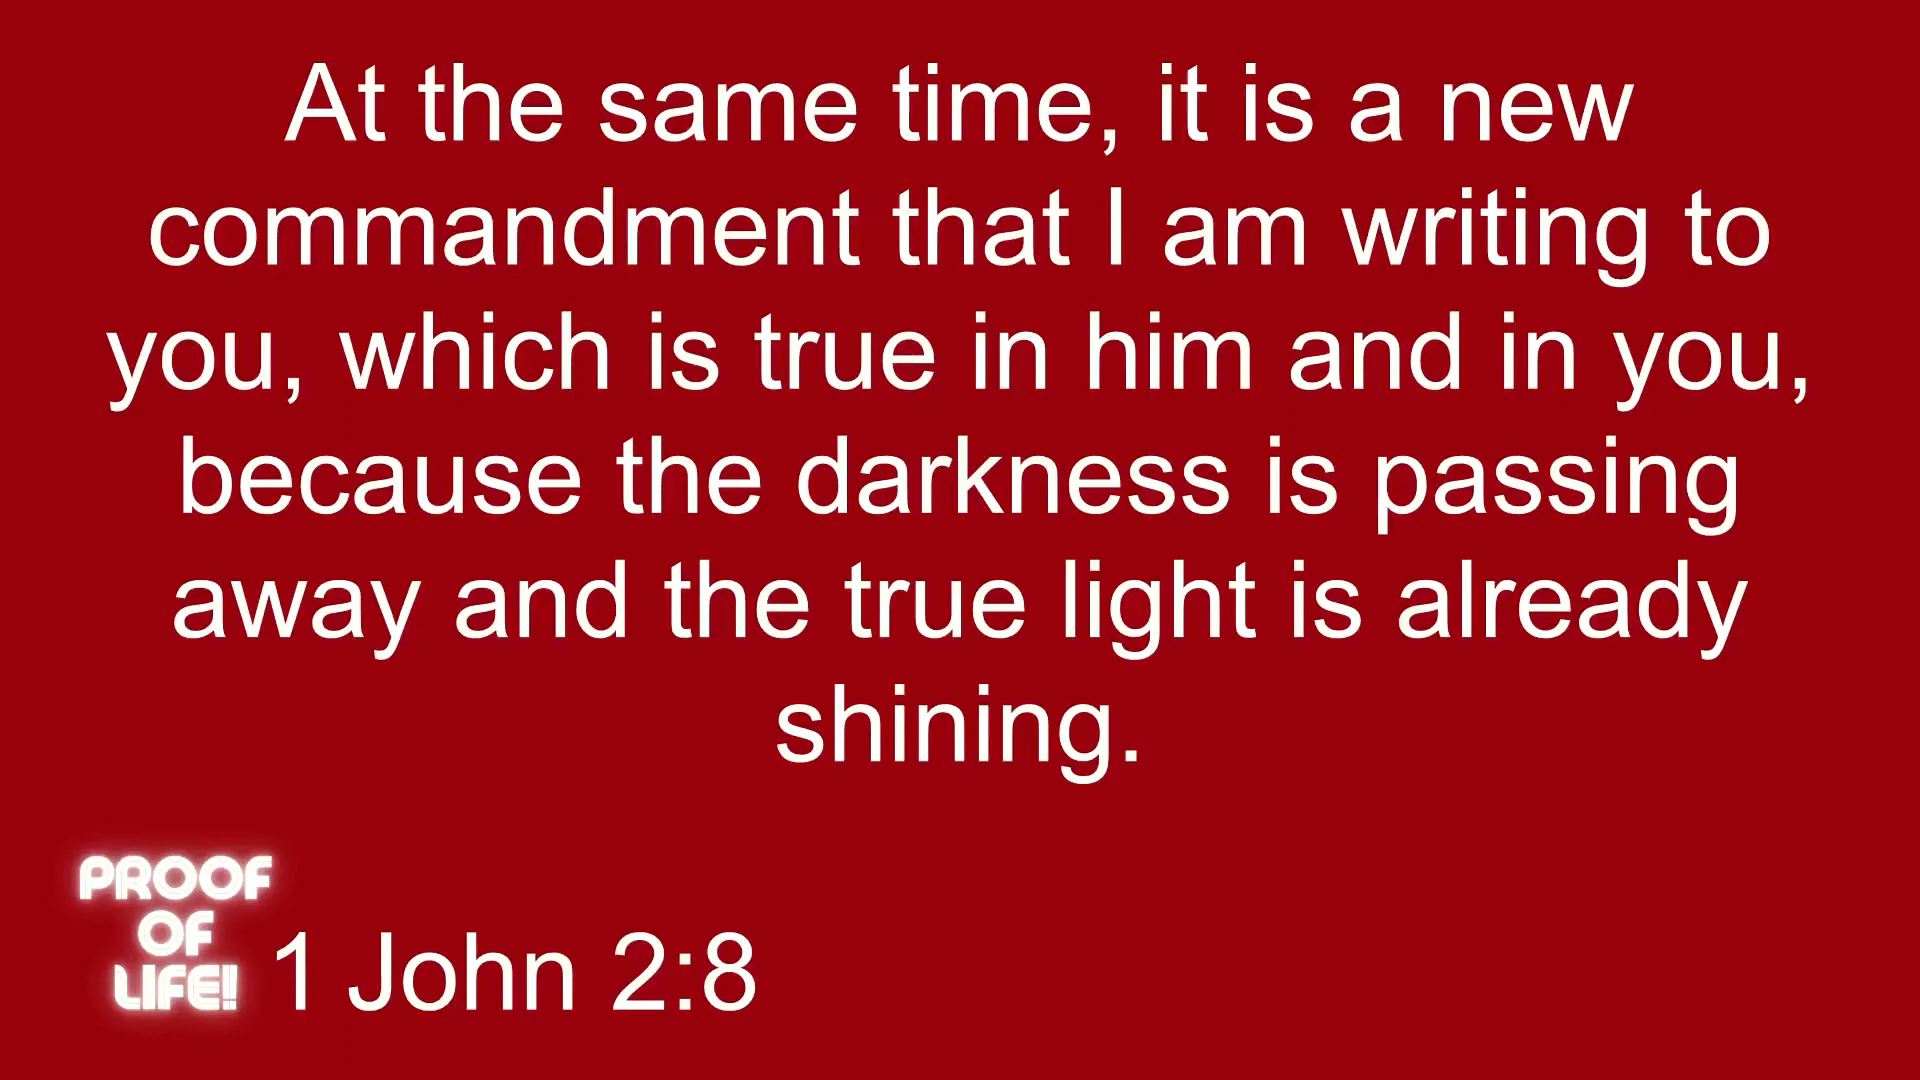 At the same time, it is a new
commandment that I am writing to
you, which is true in him and in you,
because the darkness is passing
away and the true light is already
shining.
PROOF
OF
LIFE!!
1 John 2:8